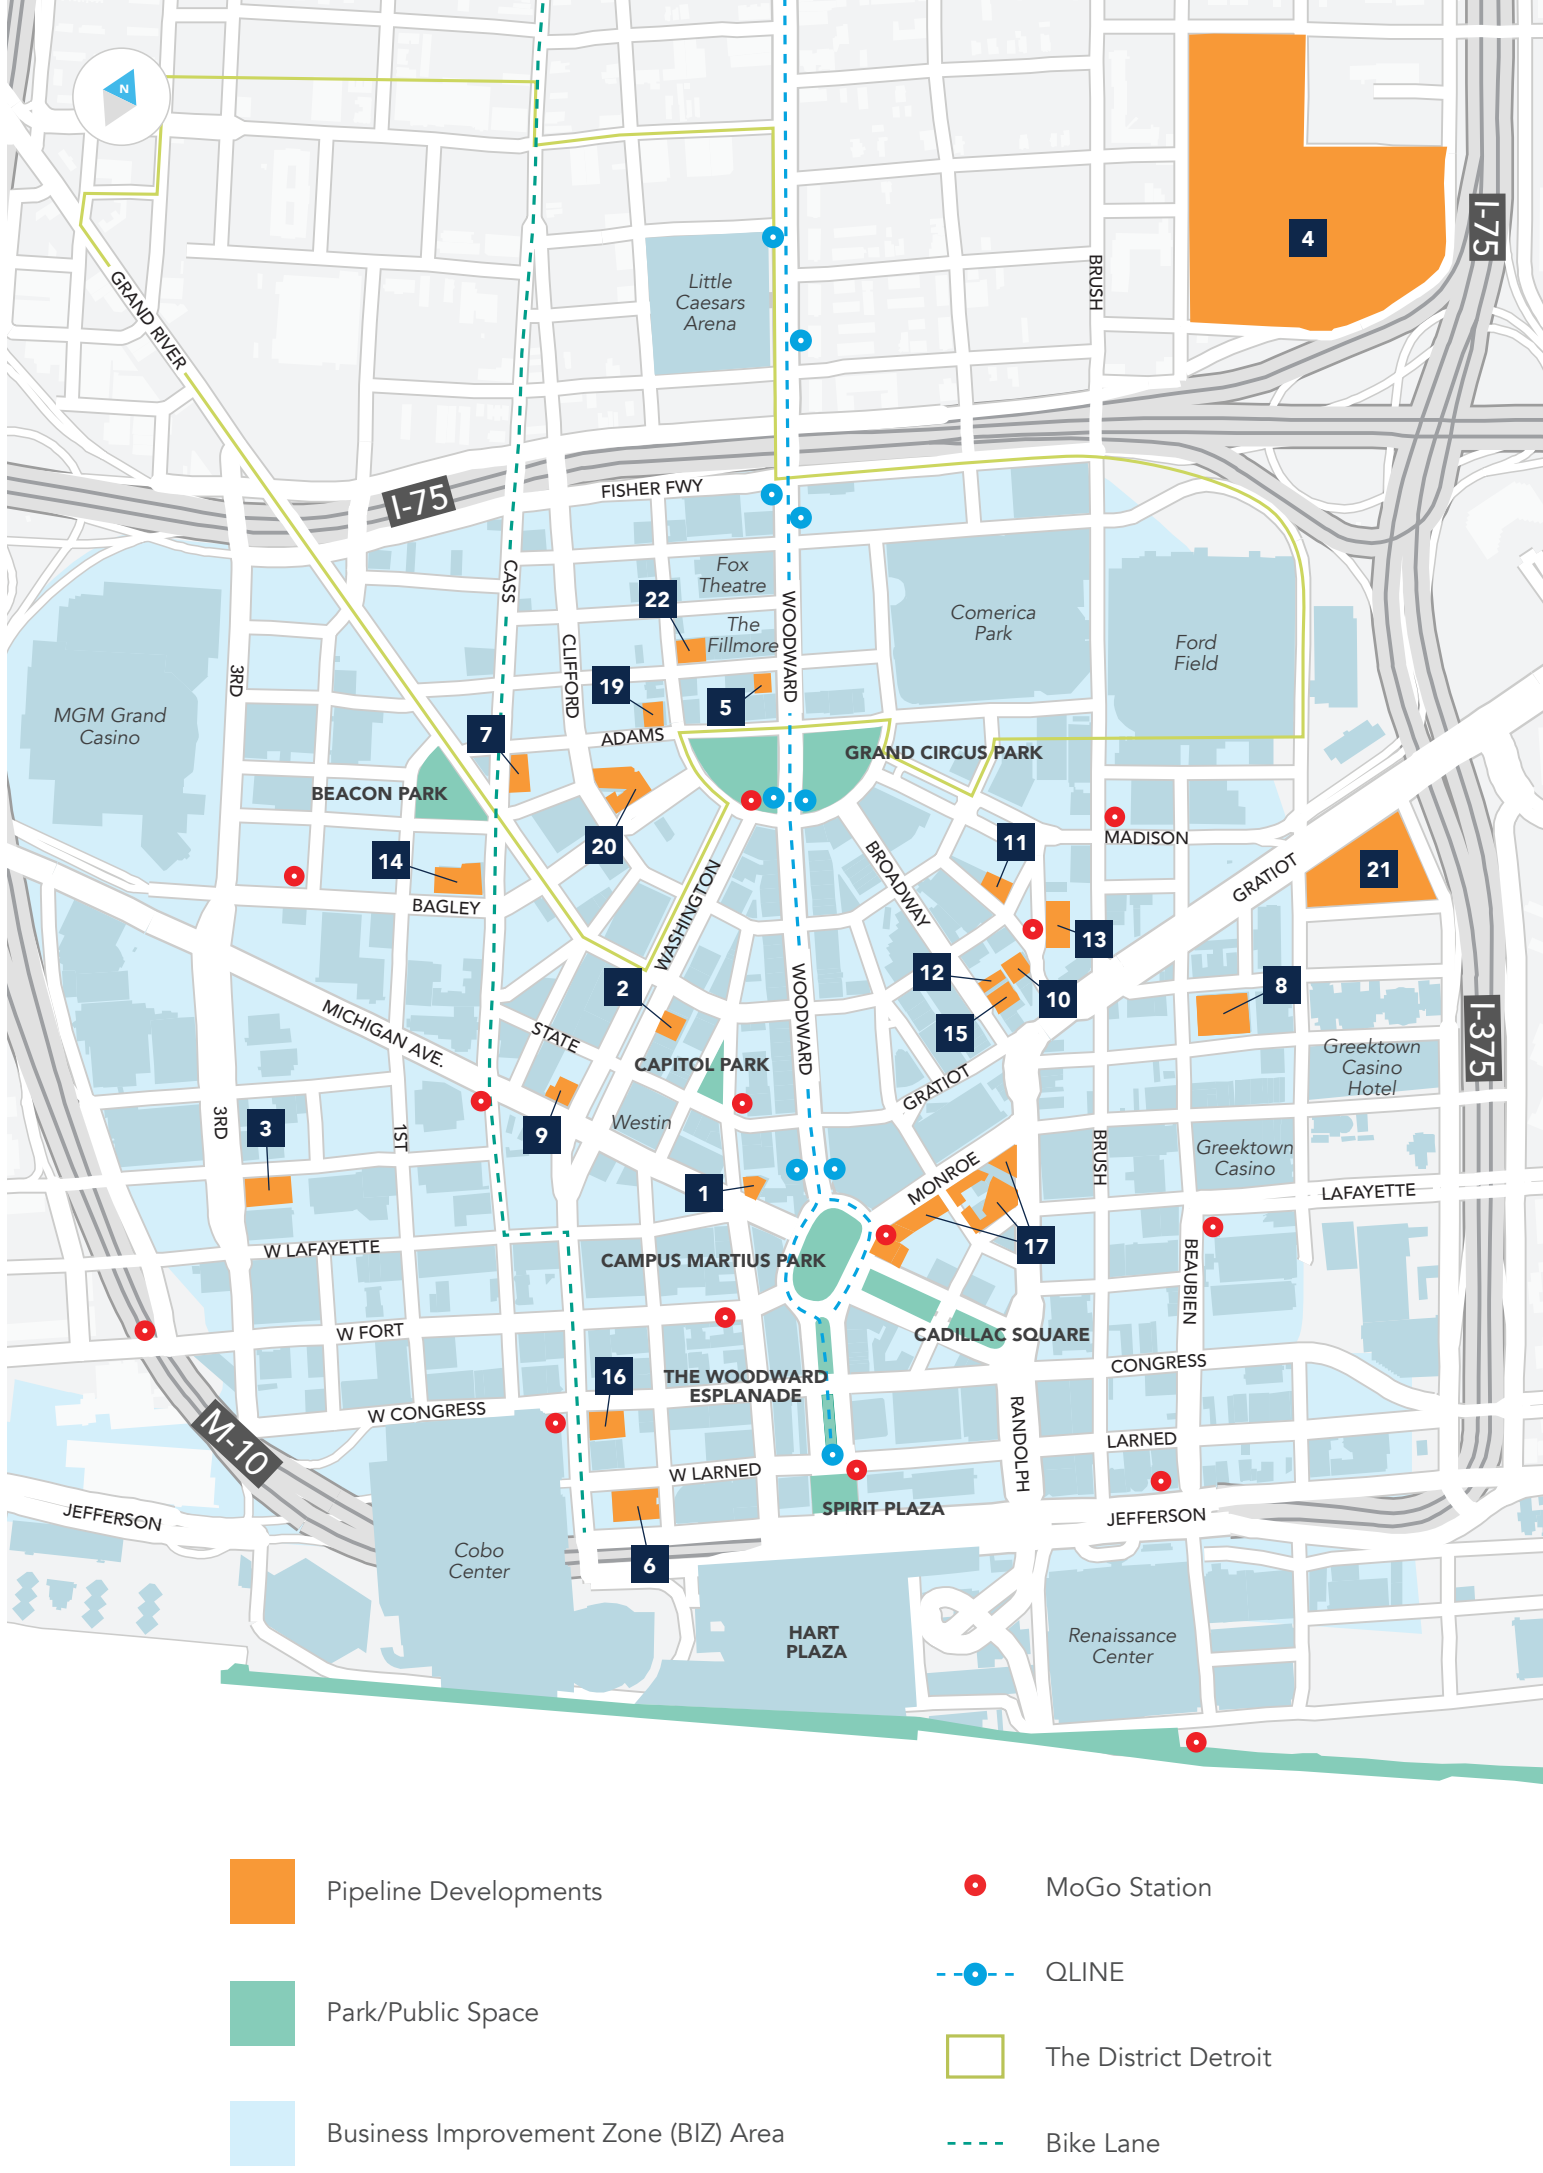 N
I-75
4
BRUSH
Little
Caesars
Arena
GRAND RIVER
I-75
FISHER FWY
CASS
Fox
Theatre
22
The
Fillmore
WOODWARD
Comerica
Park
Ford
Field
CLIFFORD
3RD
19
5
MGM Grand
Casino
7
ADAMS
GRAND CIRCUS PARK
BEACON PARK
20
11
MADISON
14
BROADWAY
GRATIOT
21
BAGLEY
WASHINGTON
13
12
2
WOODWARD
10
8
MICHIGAN AVE.
STATE
15
I-375
CAPITOL PARK
Greektown
Casino
Hotel
GRATIOT
3RD
3
1ST
9
Westin
BRUSH
Greektown
Casino
1
MONROE
LAFAYETTE
W LAFAYETTE
CAMPUS MARTIUS PARK
17
BEAUBIEN
W FORT
CADILLAC SQUARE
CONGRESS
16
THE WOODWARD
ESPLANADE
W CONGRESS
RANDOLPH
M-10
LARNED
W LARNED
JEFFERSON
SPIRIT PLAZA
JEFFERSON
Cobo
Center
6
HART
PLAZA
Renaissance
Center
Pipeline Developments
MoGo Station
QLINE
Park/Public Space
The District Detroit
Business Improvement Zone (BIZ) Area
Bike Lane